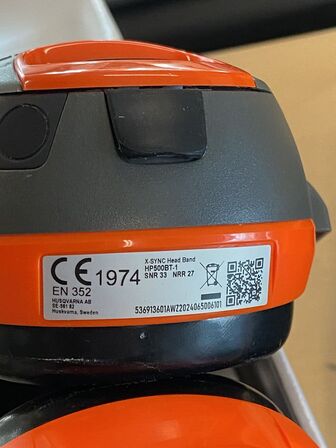 CE 1974
EN 352
HUSQVARNA AB
SE-561 82
Huskvarna, Sweden
X-SYNC Head Band
HP500BT-1
SNR 33 NRR 27
536913601AWZ2024065006101